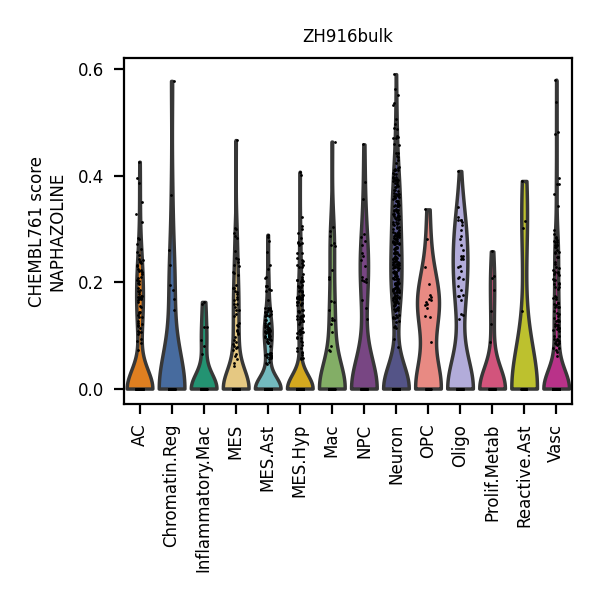 ZH916bulk
CHEMBL761 score
NAPHAZOLINE
0.6
0.4
0.2
0.0
AC
Chromatin.Reg
Inflammatory.Mac
MES
MES.Ast
MES.Hyp
Mac
NPC
Neuron
OPC
Oligo
Prolif.Metab
Reactive.Ast
Vasc